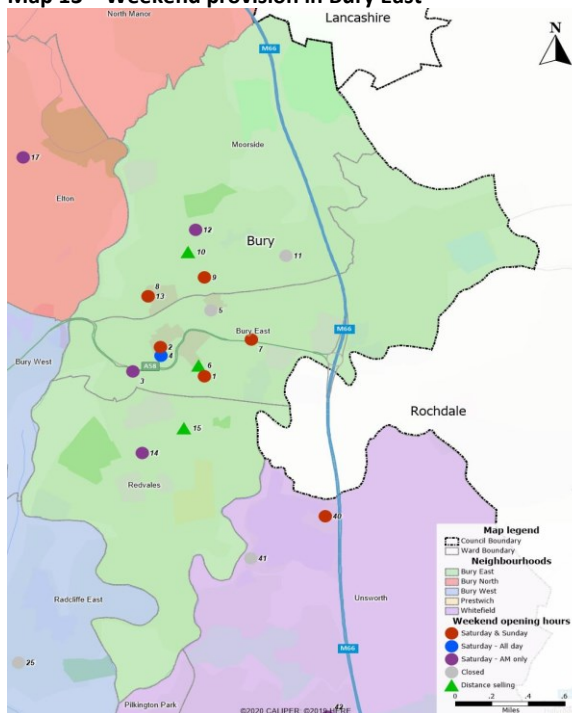 Map 13 – Weekend provision in Bury East
North Manor
Lancashire
M66
N
Moorside
17
Elton
12
Bury
10
11
9
8
13
5
Bury East
7
M66
2
4
Bury West
A58
3
6
1
Rochdale
15
14
Redvales
40
41
Radcliffe East
Unsworth
25
M66
Pilkington Park
©2020 CALIPER ©2019 HERE
Map legend
Council Boundary
Ward Boundary
Neighbourhoods
Bury East
Bury North
Bury West
Prestwich
Whitefield
Weekend opening hours
Saturday & Sunday
Saturday - All day
Saturday - AM only
Closed
Distance selling
0 .2 .4 .6
Miles